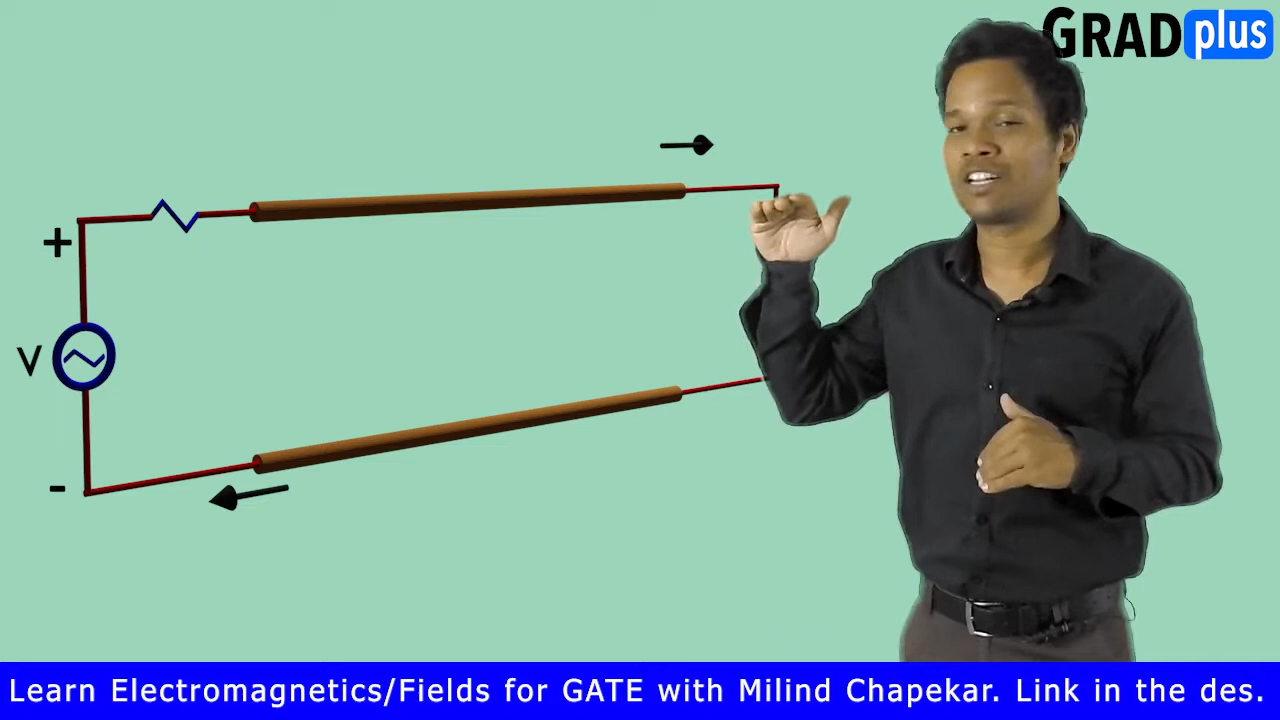 GRADplus
+
V
-
Learn Electromagnetics/Fields for GATE with Milind Chapekar. Link in the des.